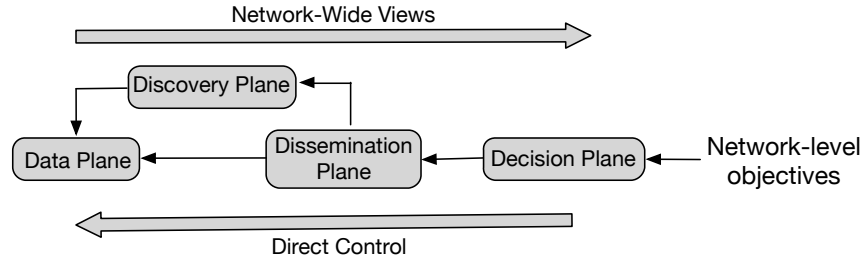 Network-Wide Views
Discovery Plane
Data Plane
Dissemination
Plane
Decision Plane
Network-level
objectives
Direct Control